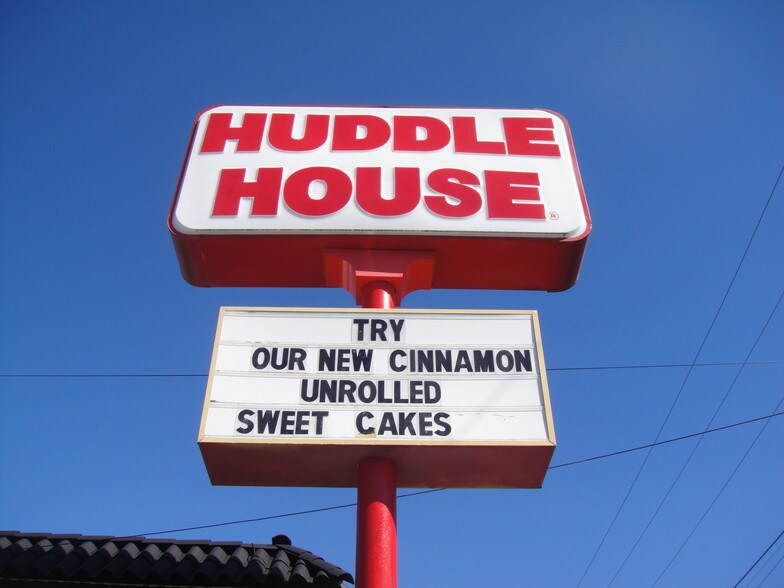 HUDDLE
HOUSE®
TRY
OUR NEW CINNAMON
UNROLLED
SWEET CAKES